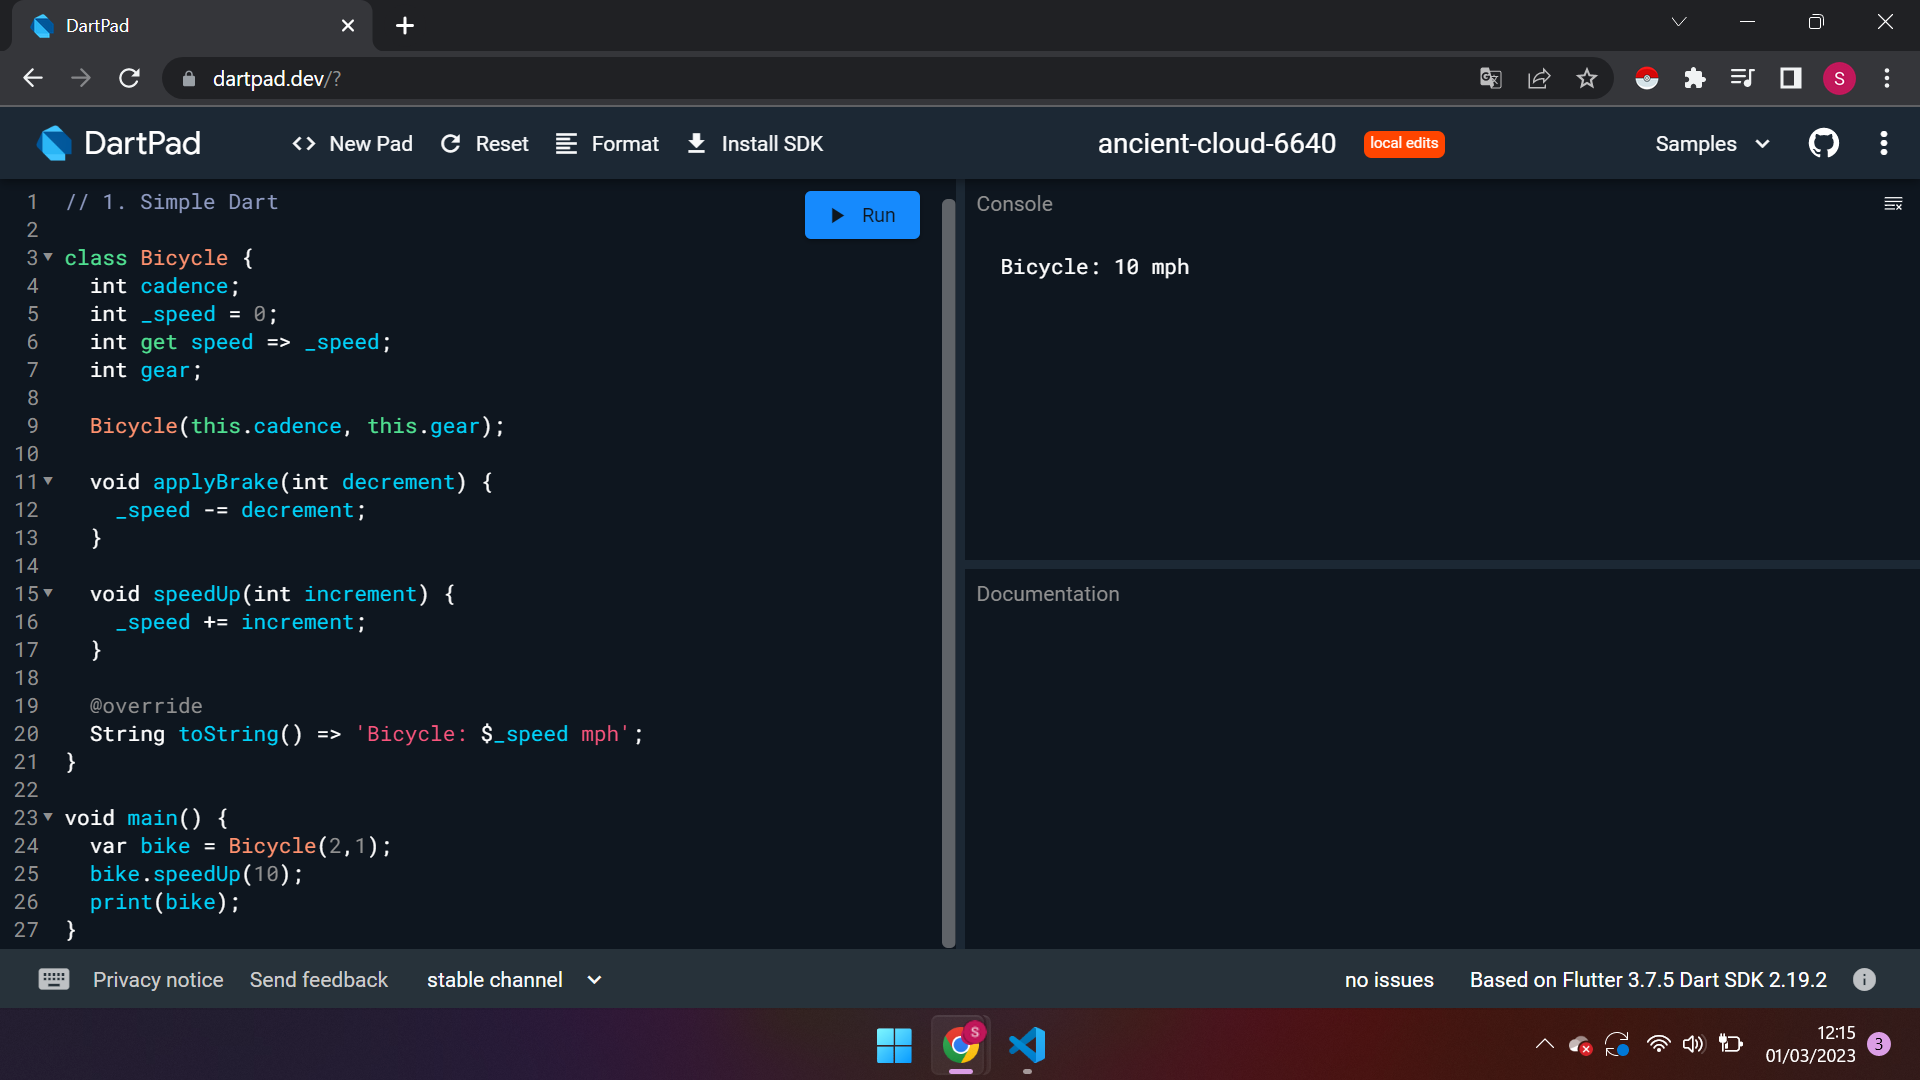 DartPad
dartpad.dev/?
S
DartPad
<> New Pad
Reset
Format
Install SDK
ancient-cloud-6640
local edits
Samples
1 // 1. Simple Dart
2
3 class Bicycle {
4 int cadence;
5 int _speed = 0;
6 int get speed => _speed;
7 int gear;
8
9 Bicycle(this.cadence, this.gear);
10
11 void applyBrake(int decrement) {
12 _speed -= decrement;
13 }
14
15 void speedUp(int increment) {
16 _speed += increment;
17 }
18
19 @override
20 String toString() => 'Bicycle: $_speed mph';
21 }
22
23 void main() {
24 var bike = Bicycle(2,1);
25 bike.speedUp(10);
26 print(bike);
27 }
Run
Console
Bicycle: 10 mph
Documentation
Privacy notice
Send feedback
stable channel
no issues
Based on Flutter 3.7.5 Dart SDK 2.19.2
S
12:15
01/03/2023
3